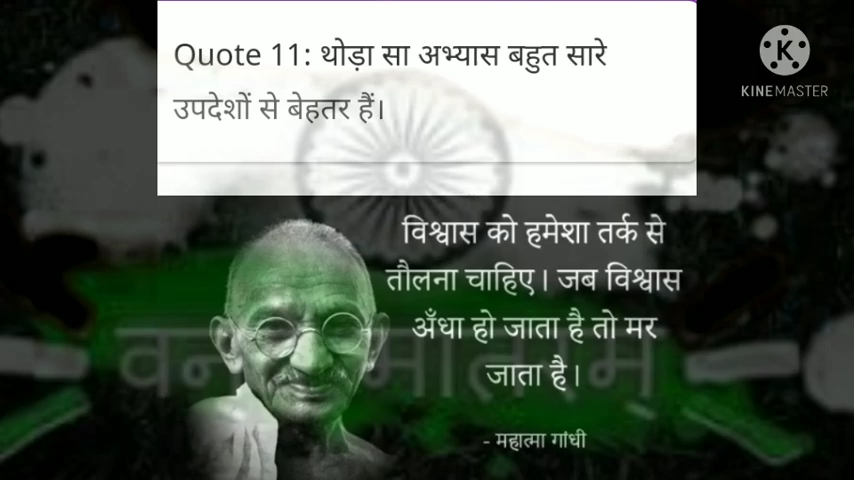 Quote 11: थोड़ा सा अभ्यास बहुत सारे
उपदेशों से बेहतर हैं।
K
KINEMASTER
विश्वास को हमेशा तर्क से
तौलना चाहिए। जब विश्वास
अँधा हो जाता है तो मर
जाता है।
- महात्मा गांधी